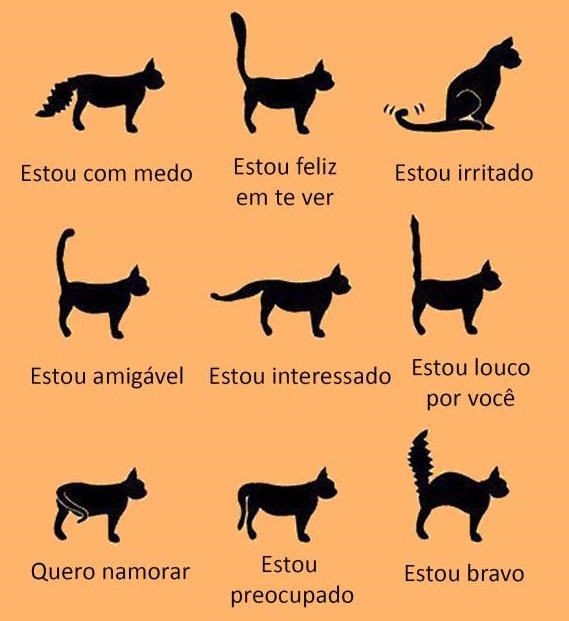 Estou com medo
Estou feliz
em te ver
Estou irritado
Estou amigável
Estou interessado
Estou louco
por você
Quero namorar
Estou
preocupado
Estou bravo